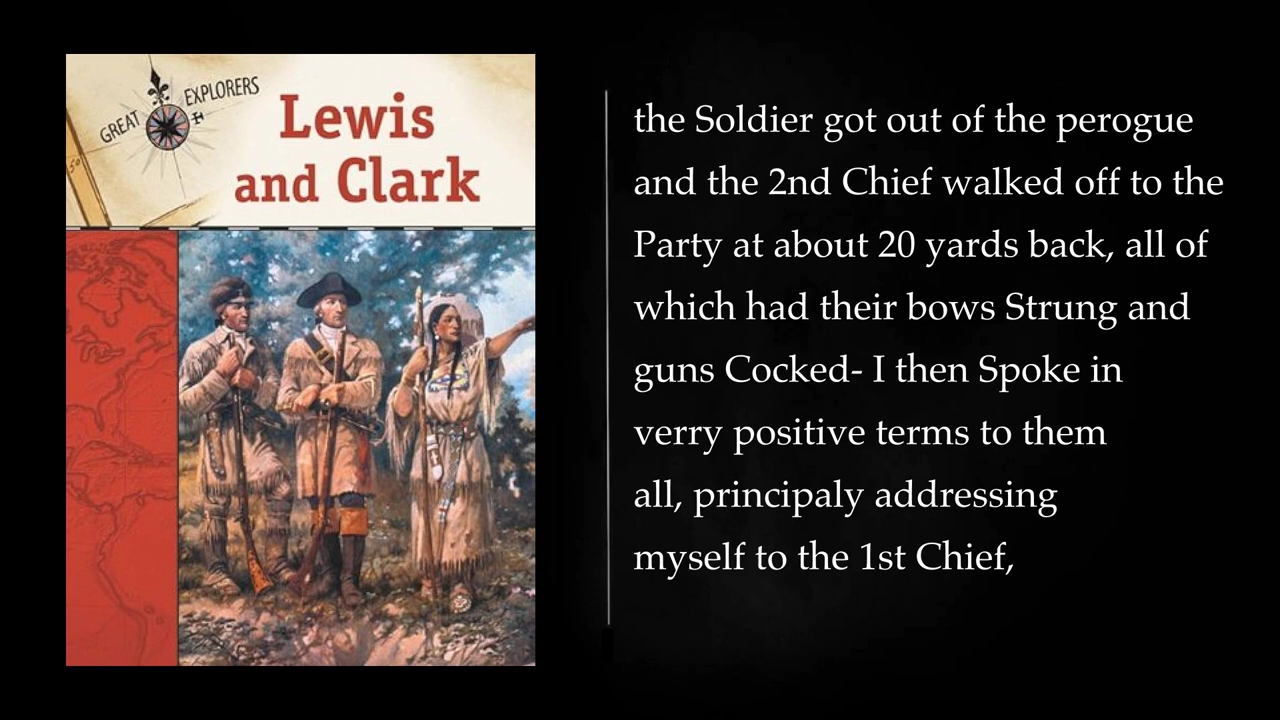 GREAT EXPLORERS
Lewis
and Clark
50
the Soldier got out of the perogue
and the 2nd Chief walked off to the
Party at about 20 yards back, all of
which had their bows Strung and
guns Cocked- I then Spoke in
verry positive terms to them
all, principaly addressing
myself to the 1st Chief,